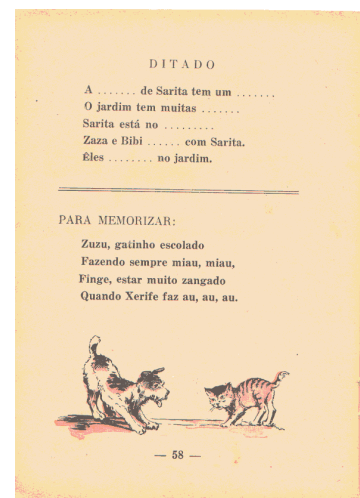 DITADO
A ....... de Sarita tem um .......
O jardim tem muitas .......
Sarita está no .........
Zaza e Bibi ...... com Sarita.
Êles ........ no jardim.
PARA MEMORIZAR:
Zuzu, gatinho escolado
Fazendo sempre miau, miau,
Finge, estar muito zangado
Quando Xerife faz au, au, au.
— 58 —